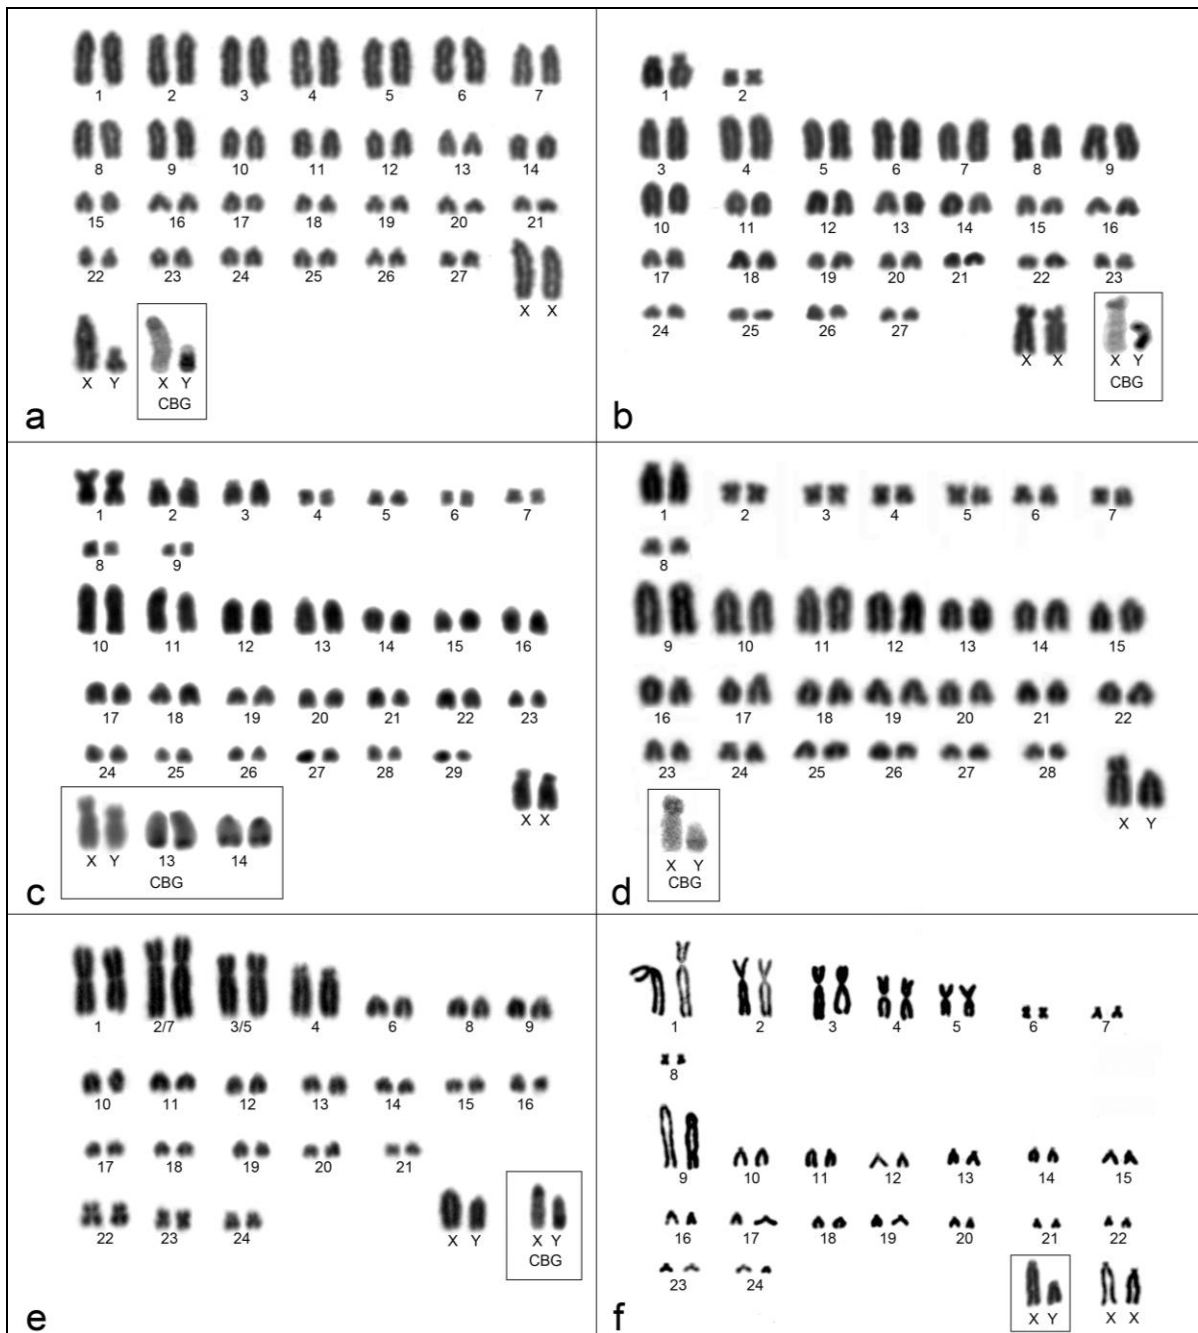 1 2 3 4 5 6 7
8 9 10 11 12 13 14
15 16 17 18 19 20 21
22 23 24 25 26 27
X X
X Y X Y
CBG
a
1 2
3 4 5 6 7 8 9
10 11 12 13 14 15 16
17 18 19 20 21 22 23
24 25 26 27
X X X Y
CBG
b
1 2 3 4 5 6 7
8 9
10 11 12 13 14 15 16
17 18 19 20 21 22 23
24 25 26 27 28 29
X X
X Y 13 14
CBG
c
1 2 3 4 5 6 7
8
9 10 11 12 13 14 15
16 17 18 19 20 21 22
23 24 25 26 27 28
X Y
X Y
CBG
d
1 2/7 3/5 4 6 8 9
10 11 12 13 14 15 16
17 18 19 20 21
22 23 24 X Y X Y
CBG
e
1 2 3 4 5 6 7
8
9 10 11 12 13 14 15
16 17 18 19 20 21 22
23 24
X Y X X
f